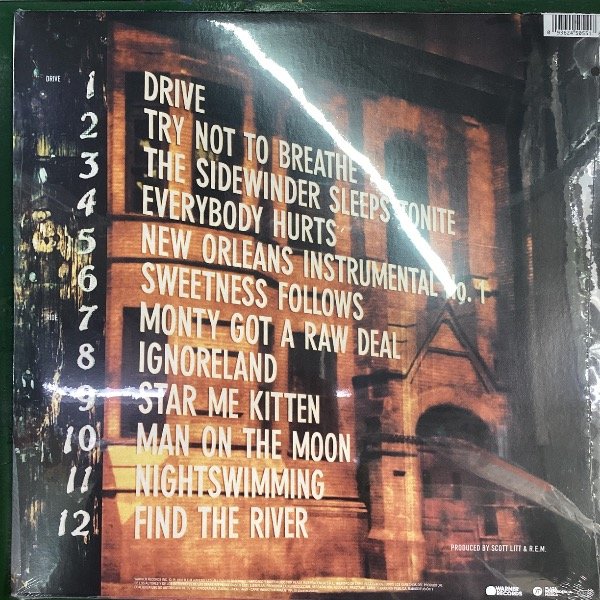 DRIVE
1 DRIVE
2 TRY NOT TO BREATHE
3 THE SIDEWINDER SLEEPS TONITE
4 EVERYBODY HURTS
5 NEW ORLEANS INSTRUMENTAL No. 1
6 SWEETNESS FOLLOWS
7 MONTY GOT A RAW DEAL
8 IGNORELAND
9 STAR ME KITTEN
10 MAN ON THE MOON
11 NIGHTSWIMMING
12 FIND THE RIVER
PRODUCED BY SCOTT LITT & R.E.M.
WARNER RECORDS